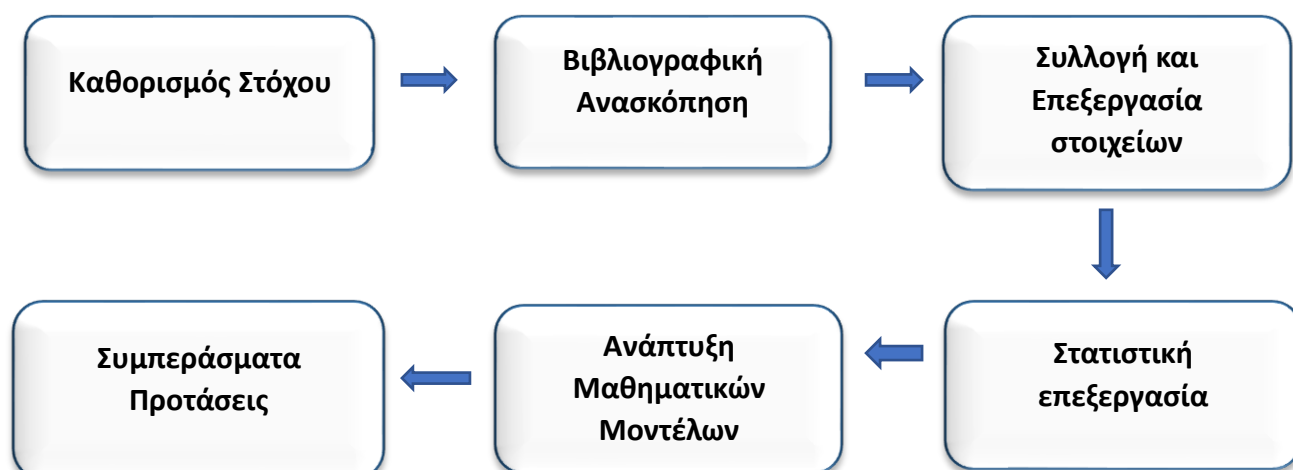 Καθορισμός Στόχου
Βιβλιογραφική
Ανασκόπηση
Συλλογή και
Επεξεργασία
στοιχείων
Στατιστική
επεξεργασία
Ανάπτυξη
Μαθηματικών
Μοντέλων
Συμπεράσματα
Προτάσεις